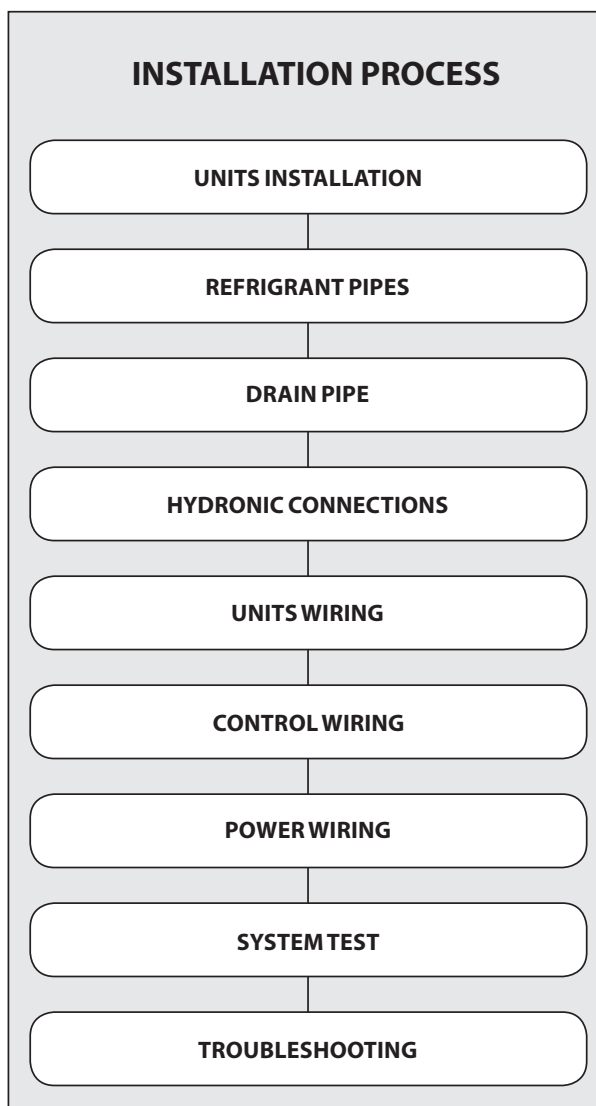 INSTALLATION PROCESS
UNITS INSTALLATION
REFRIGRANT PIPES
DRAIN PIPE
HYDRONIC CONNECTIONS
UNITS WIRING
CONTROL WIRING
POWER WIRING
SYSTEM TEST
TROUBLESHOOTING